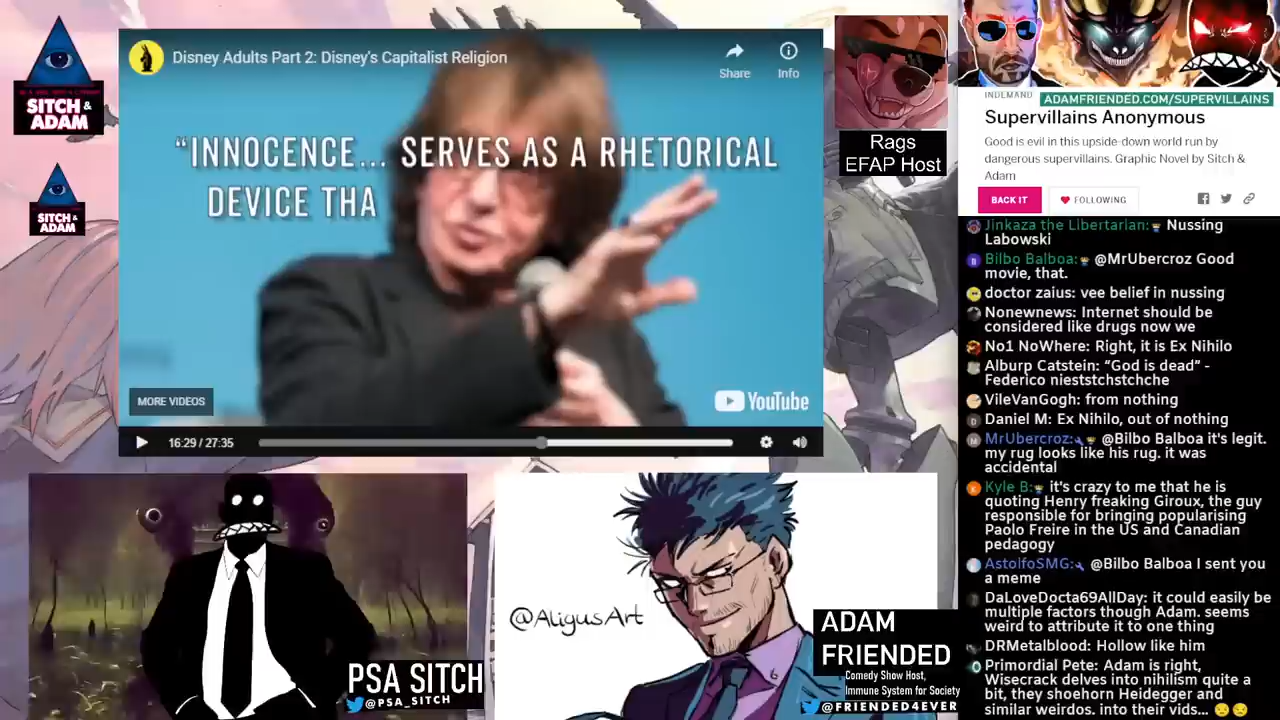 SITCH &
ADAM
SITCH &
ADAM
Disney Adults Part 2: Disney's Capitalist Religion
Share
Info
“INNOCENCE... SERVES AS A RHETORICAL
DEVICE THA
MORE VIDEOS
YouTube
16:29 / 27:35
Rags
EFAP Host
INDEMAND
ADAMFRIENDED.COM/SUPERVILLAINS
Supervillains Anonymous
Good is evil in this upside-down world run by
dangerous supervillains. Graphic Novel by Sitch &
Adam
BACK IT
FOLLOWING
Jinkaza the Libertarian: Nussing
Labowski
Bilbo Balboa: @MrUbercroz Good
movie, that.
doctor zaius: vee belief in nussing
Nonewnews: Internet should be
considered like drugs now we
No1 NoWhere: Right, it is Ex Nihilo
Alburp Catstein: “God is dead” -
Federico nieststchstchche
VileVanGogh: from nothing
Daniel M: Ex Nihilo, out of nothing
MrUbercroz: @Bilbo Balboa it's legit.
my rug looks like his rug. it was
accidental
Kyle B: it's crazy to me that he is
quoting Henry freaking Giroux, the guy
responsible for bringing popularising
Paolo Freire in the US and Canadian
pedagogy
AstolfoSMG: @Bilbo Balboa I sent you
a meme
DaLoveDocta69AllDay: it could easily be
multiple factors though Adam. seems
weird to attribute it to one thing
DRMetalblood: Hollow like him
Primordial Pete: Adam is right,
Wisecrack delves into nihilism quite a
bit, they shoehorn Heidegger and
similar weirdos. into their vids...
PSA SITCH
@PSA_SITCH
@AligusArt
ADAM
FRIENDED
Comedy Show Host,
Immune System for Society
@FRIENDED4EVER